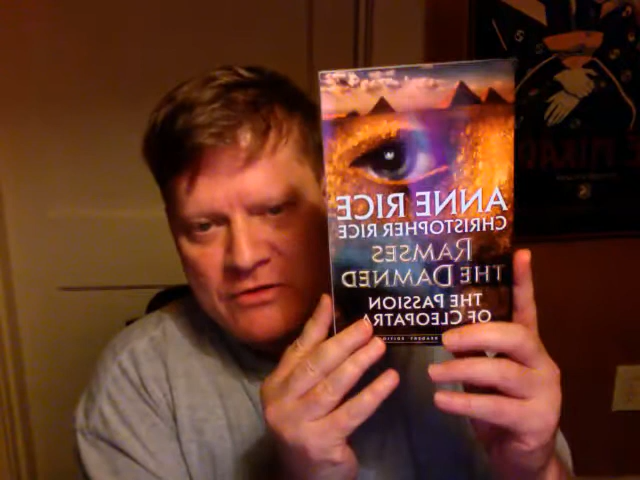 ANNE RICE
CHRISTOPHER RICE
RAMSES
THE DAMNED
THE PASSION
OF CLEOPATRA